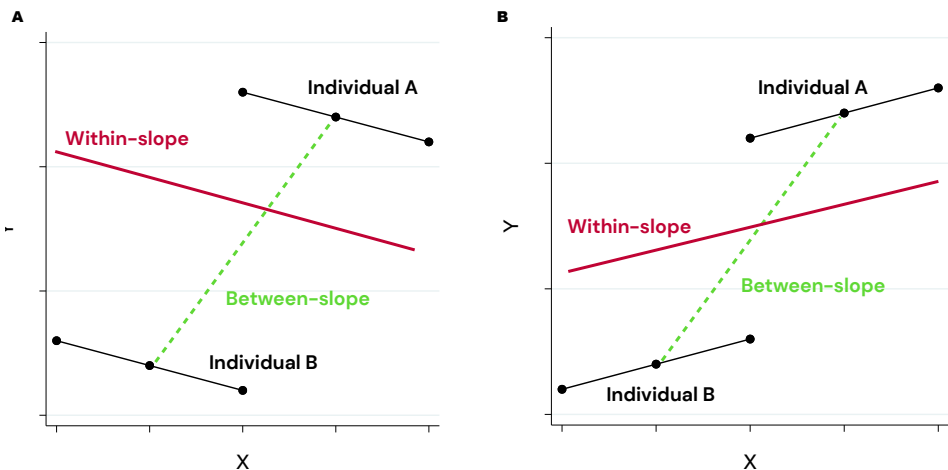 A
Individual A
Within-slope
Between-slope
Individual B
X
B
Individual A
Y
Within-slope
Between-slope
Individual B
X